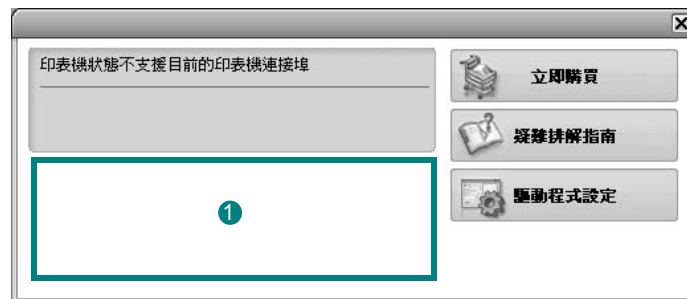 印表機狀態不支援目前的印表機連接埠
立即購買
疑難排解指南
驅動程式設定
1